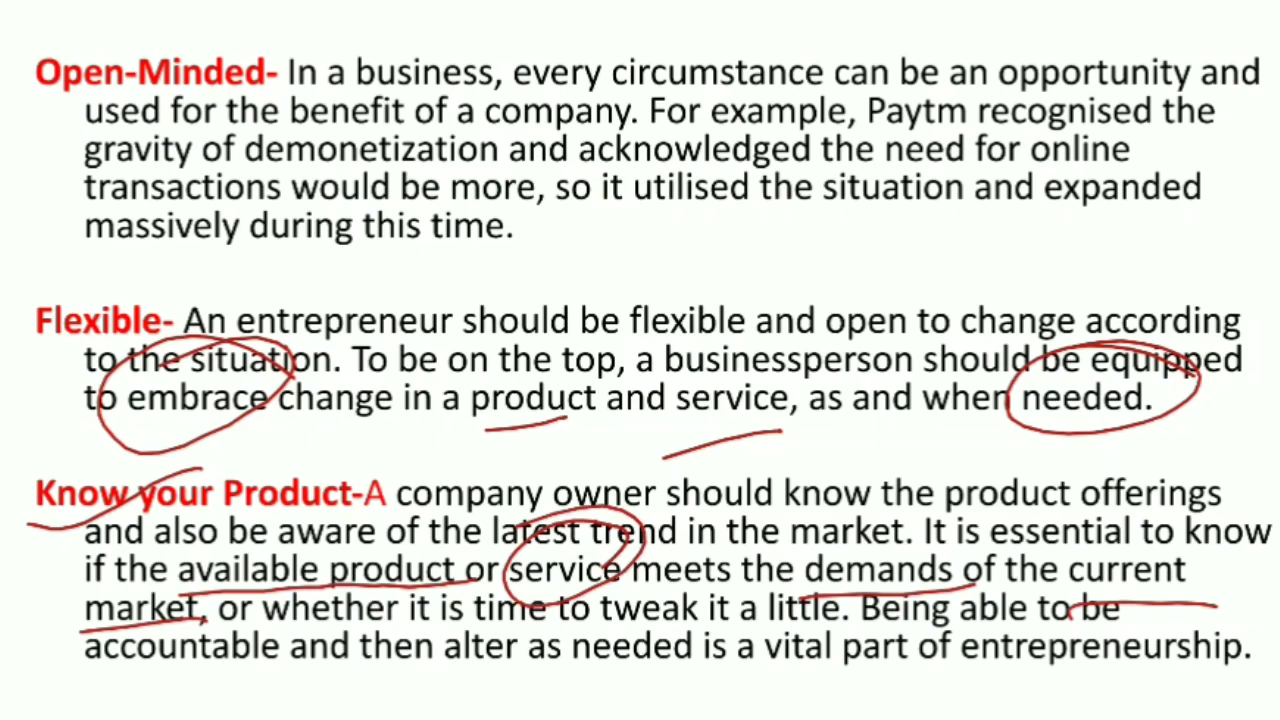 Open-Minded- In a business, every circumstance can be an opportunity and
used for the benefit of a company. For example, Paytm recognised the
gravity of demonetization and acknowledged the need for online
transactions would be more, so it utilised the situation and expanded
massively during this time.
Flexible- An entrepreneur should be flexible and open to change according
to the situation. To be on the top, a businessperson should be equipped
to embrace change in a product and service, as and when needed.
Know your Product-A company owner should know the product offerings
and also be aware of the latest trend in the market. It is essential to know
if the available product or service meets the demands of the current
market, or whether it is time to tweak it a little. Being able to be
accountable and then alter as needed is a vital part of entrepreneurship.